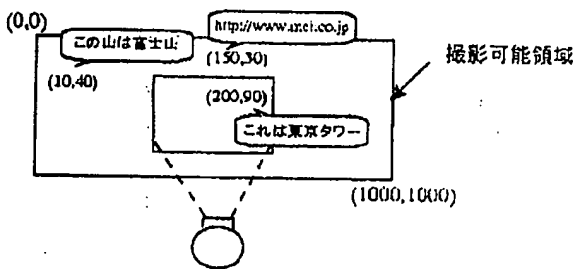 (0,0)
http://www.mei.co.jp
この山は富士山
(150,30)
撮影可能領域
(10,40)
(200,90)
これは東京タワー
(1000,1000)